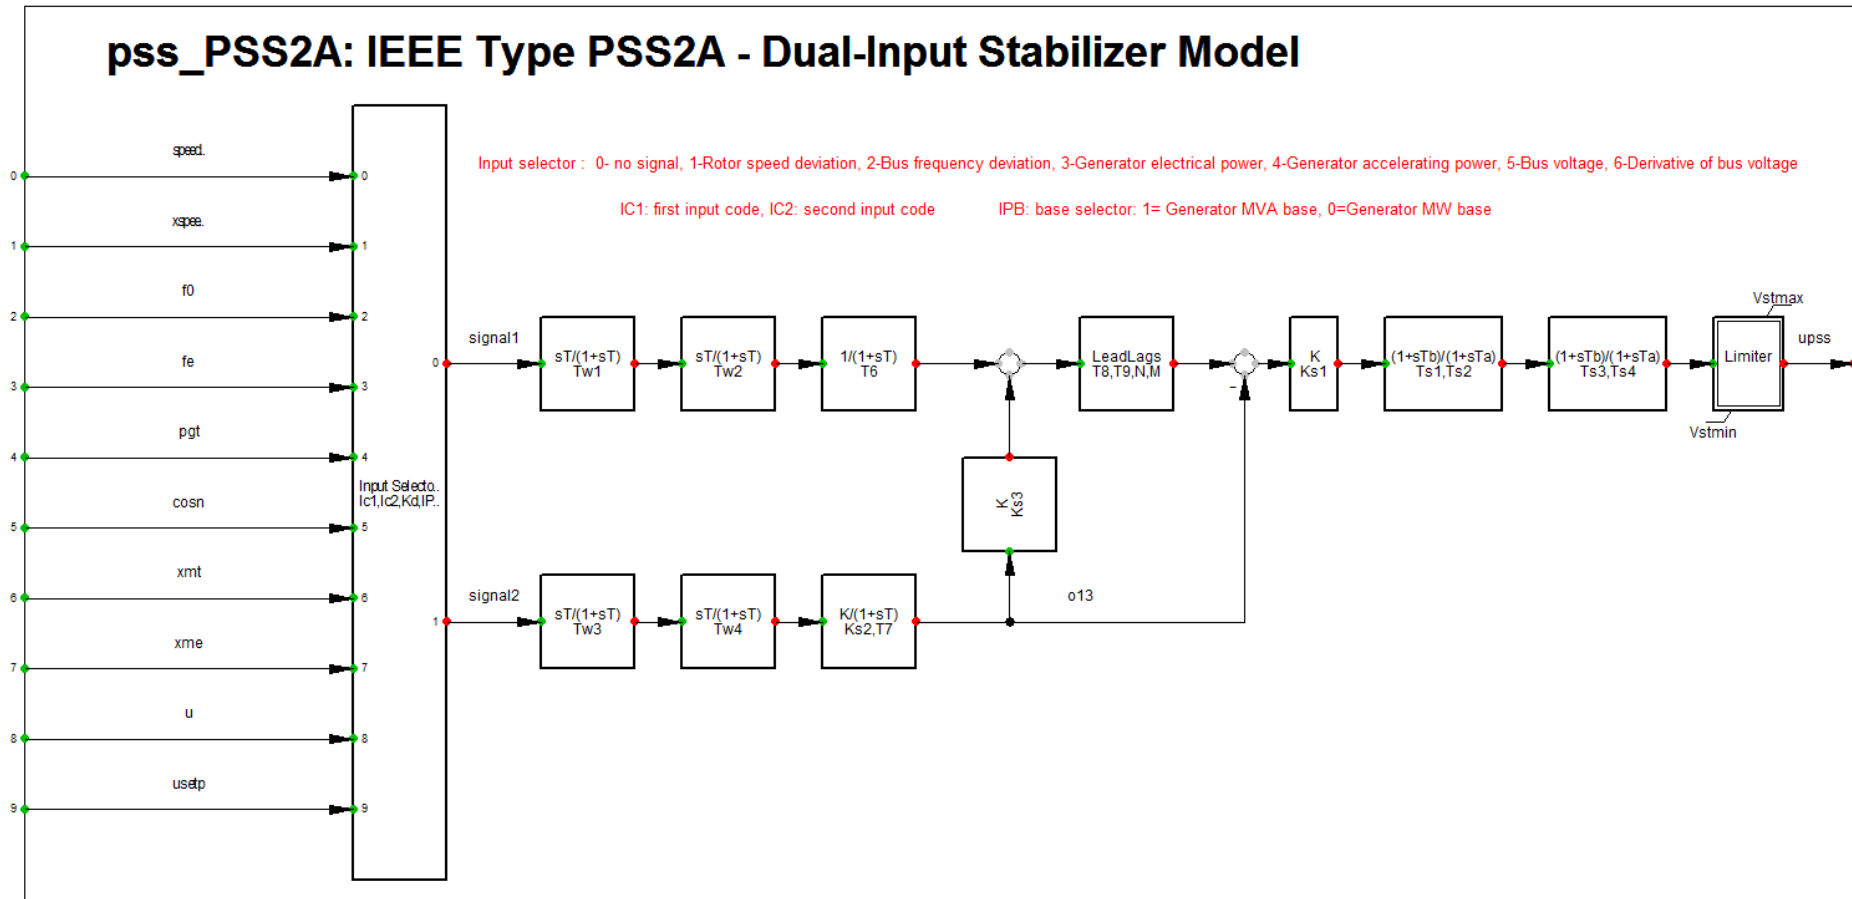 pss_PSS2A: IEEE Type PSS2A - Dual-Input Stabilizer Model
Input selector : 0- no signal, 1-Rotor speed deviation, 2-Bus frequency deviation, 3-Generator electrical power, 4-Generator accelerating power, 5-Bus voltage, 6-Derivative of bus voltage
IC1: first input code, IC2: second input code
IPB: base selector: 1= Generator MVA base, 0=Generator MW base
speed..
0
0
xspee..
1
1
f0
2
2
fe
3
3
pgt
4
4
cosn
5
5
xmt
6
6
xme
7
7
u
8
8
usetp
9
9
Input Selecto..
Ic1,Ic2,Kd,IP..
0
signal1
sT/(1+sT)
Tw1
sT/(1+sT)
Tw2
1/(1+sT)
T6
LeadLags
T8,T9,N,M
-
K
Ks1
(1+sTb)/(1+sTa)
Ts1,Ts2
(1+sTb)/(1+sTa)
Ts3,Ts4
Vstmax
Limiter
Vstmin
upss
K
Ks3
1
signal2
sT/(1+sT)
Tw3
sT/(1+sT)
Tw4
K/(1+sT)
Ks2,T7
o13